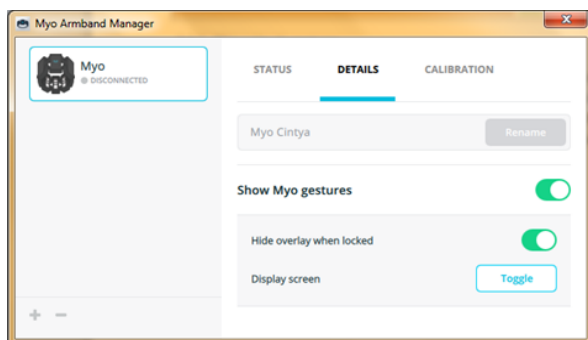 Myo Armband Manager
Myo
DISCONNECTED
STATUS DETAILS CALIBRATION
Myo Cintya Rename
Show Myo gestures
Hide overlay when locked
Display screen Toggle